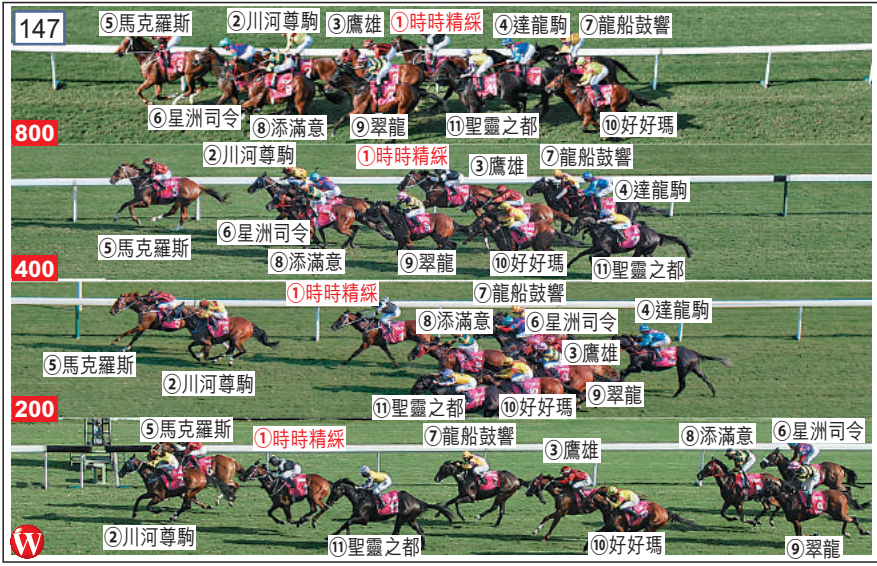 147
⑤馬克羅斯 ②川河尊駒 ③鷹雄 ①時時精綵 ④達龍駒 ⑦龍船鼓響
⑥星洲司令 ⑧添滿意 ⑨翠龍 ⑪聖靈之都 ⑩好好瑪
800
②川河尊駒 ①時時精綵 ③鷹雄 ⑦龍船鼓響
④達龍駒
⑤馬克羅斯 ⑥星洲司令 ⑧添滿意 ⑨翠龍 ⑩好好瑪 ⑪聖靈之都
400
①時時精綵 ⑦龍船鼓響 ④達龍駒
⑧添滿意 ⑥星洲司令
⑤馬克羅斯 ②川河尊駒 ③鷹雄
⑪聖靈之都 ⑩好好瑪 ⑨翠龍
200
⑤馬克羅斯 ①時時精綵 ⑦龍船鼓響 ③鷹雄 ⑧添滿意 ⑥星洲司令
②川河尊駒 ⑪聖靈之都 ⑩好好瑪 ⑨翠龍
W